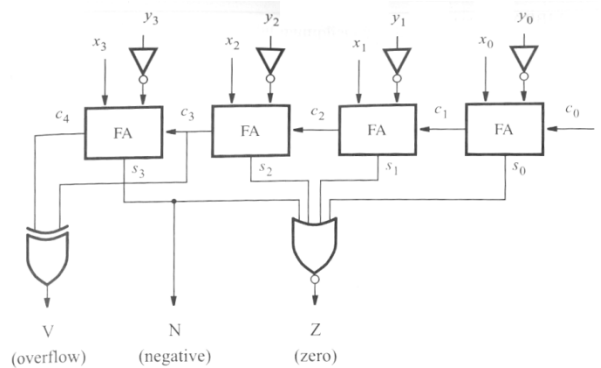 y3 y2 y1 y0
x3 x2 x1 x0
c4 c3 c2 c1 c0
FA FA FA FA
s3 s2 s1 s0
V N Z
(overflow) (negative) (zero)